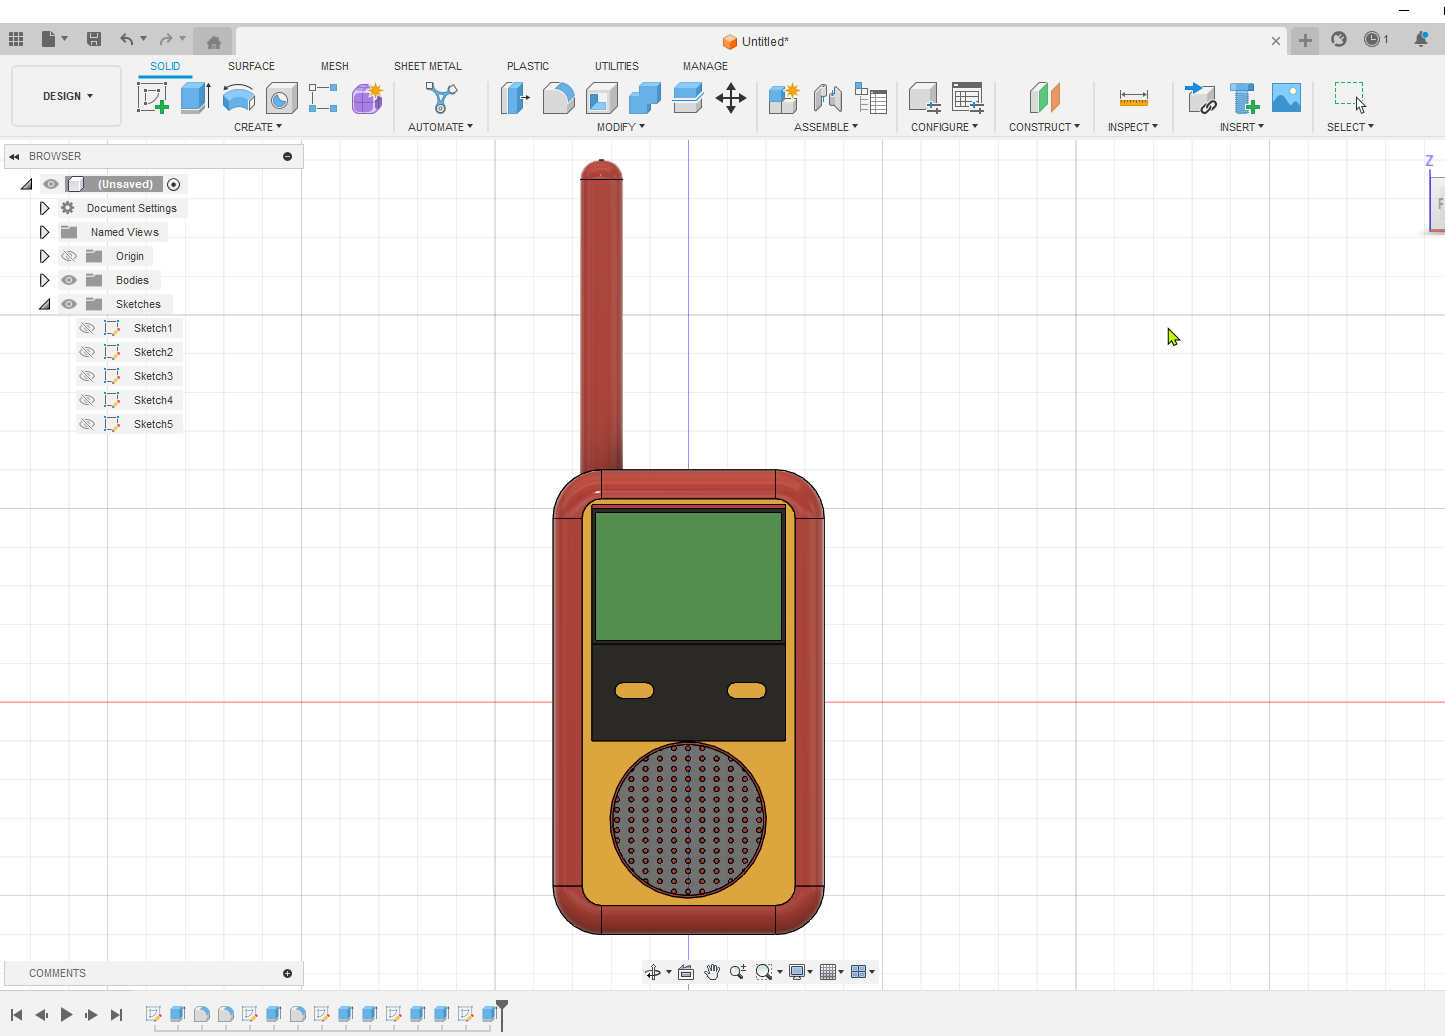 Untitled*
1
SOLID SURFACE MESH SHEET METAL PLASTIC UTILITIES MANAGE
DESIGN
CREATE AUTOMATE MODIFY ASSEMBLE CONFIGURE CONSTRUCT INSPECT INSERT SELECT
BROWSER
(Unsaved)
Document Settings
Named Views
Origin
Bodies
Sketches
Sketch1
Sketch2
Sketch3
Sketch4
Sketch5
Z
F
COMMENTS